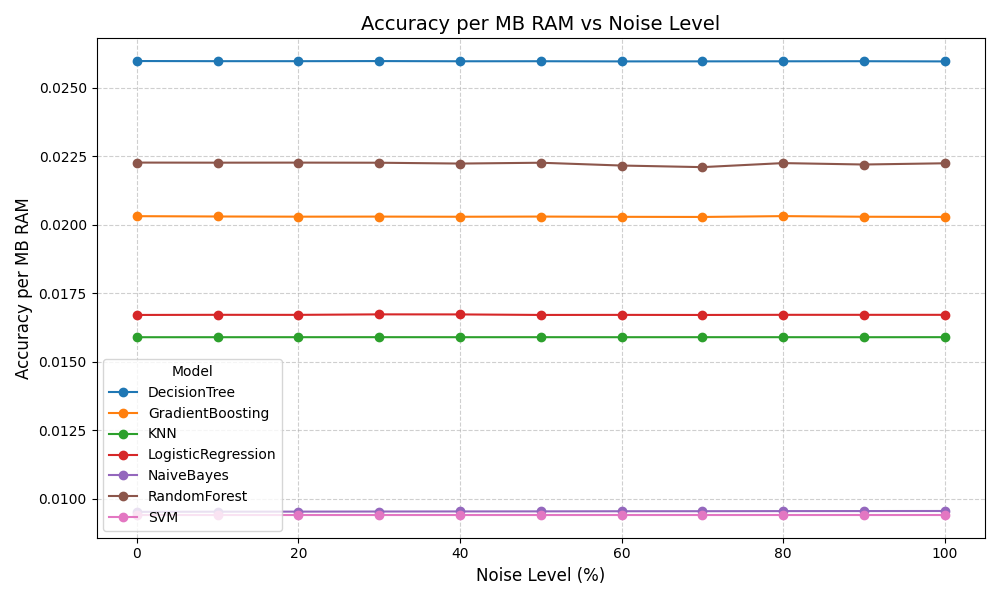 Accuracy per MB RAM vs Noise Level
Accuracy per MB RAM
0.0250
0.0225
0.0200
0.0175
0.0150
0.0125
0.0100
Model
DecisionTree
GradientBoosting
KNN
LogisticRegression
NaiveBayes
RandomForest
SVM
0 20 40 60 80 100
Noise Level (%)